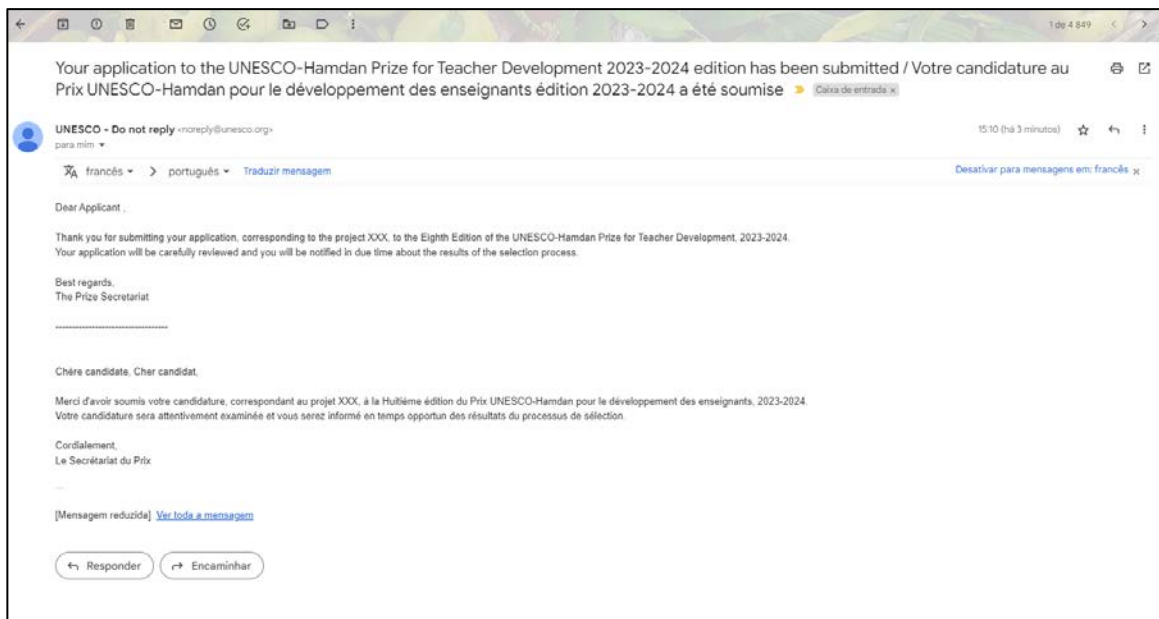 1 de 4 849
Your application to the UNESCO-Hamdan Prize for Teacher Development 2023-2024 edition has been submitted / Votre candidature au
Prix UNESCO-Hamdan pour le développement des enseignants édition 2023-2024 a été soumise Caixa de entrada x
UNESCO - Do not reply <noreply@unesco.org>
15:10 (há 3 minutos)
para mim
francês > português Traduzir mensagem
Desativar para mensagens em: francês x
Dear Applicant ,
Thank you for submitting your application, corresponding to the project XXX, to the Eighth Edition of the UNESCO-Hamdan Prize for Teacher Development, 2023-2024.
Your application will be carefully reviewed and you will be notified in due time about the results of the selection process.
Best regards,
The Prize Secretariat
----------------------------------
Chère candidate, Cher candidat,
Merci d'avoir soumis votre candidature, correspondant au projet XXX, à la Huitième édition du Prix UNESCO-Hamdan pour le développement des enseignants, 2023-2024.
Votre candidature sera attentivement examinée et vous serez informé en temps opportun des résultats du processus de sélection.
Cordialement,
Le Secrétariat du Prix
...
[Mensagem reduzida] Ver toda a mensagem
Responder
Encaminhar